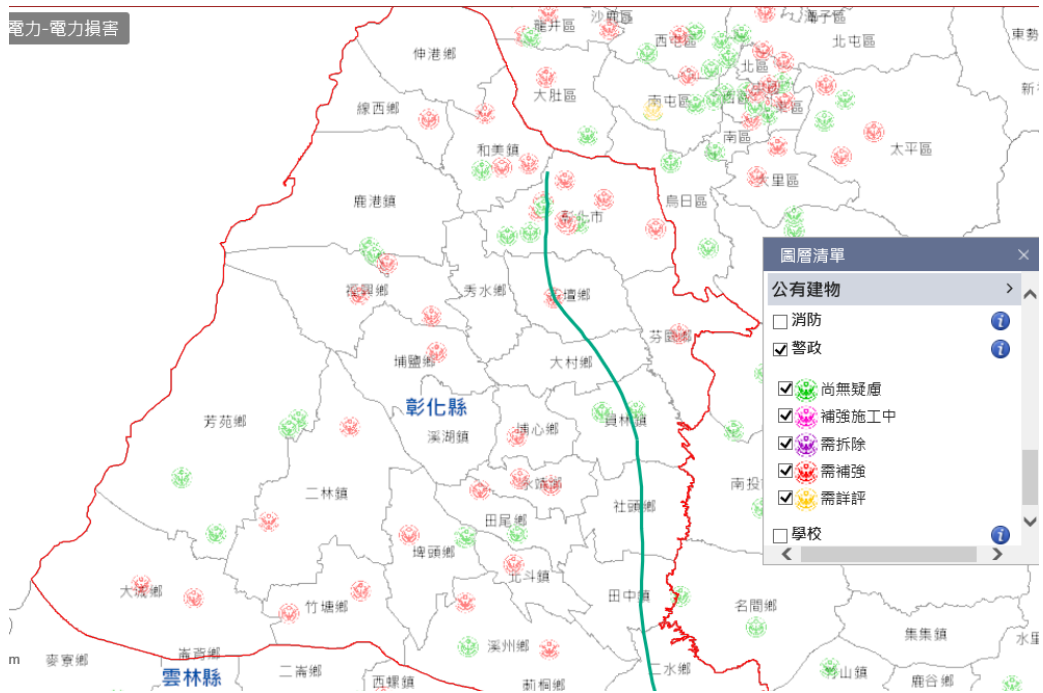 電力-電力損害
伸港鄉
龍井區
沙鹿區
西屯區
潭子區
北屯區
東勢
線西鄉
大肚區
南屯區
北區
西區
東區
新
和美鎮
南區
太平區
鹿港鎮
彰化市
烏日區
大里區
福興鄉
秀水鄉
花壇鄉
芬園鄉
埔鹽鄉
大村鄉
彰化縣
芳苑鄉
溪湖鎮
埔心鄉
員林鎮
二林鎮
永靖鄉
社頭鄉
南投
田尾鄉
埤頭鄉
北斗鎮
田中鎮
名間鄉
大城鄉
竹塘鄉
集集鎮
水里
溪州鄉
二水鄉
竹山鎮
鹿谷鄉
m
麥寮鄉
崙背鄉
雲林縣
二崙鄉
西螺鎮
莿桐鄉
圖層清單
公有建物
消防
警政
尚無疑慮
補強施工中
需拆除
需補強
需詳評
學校